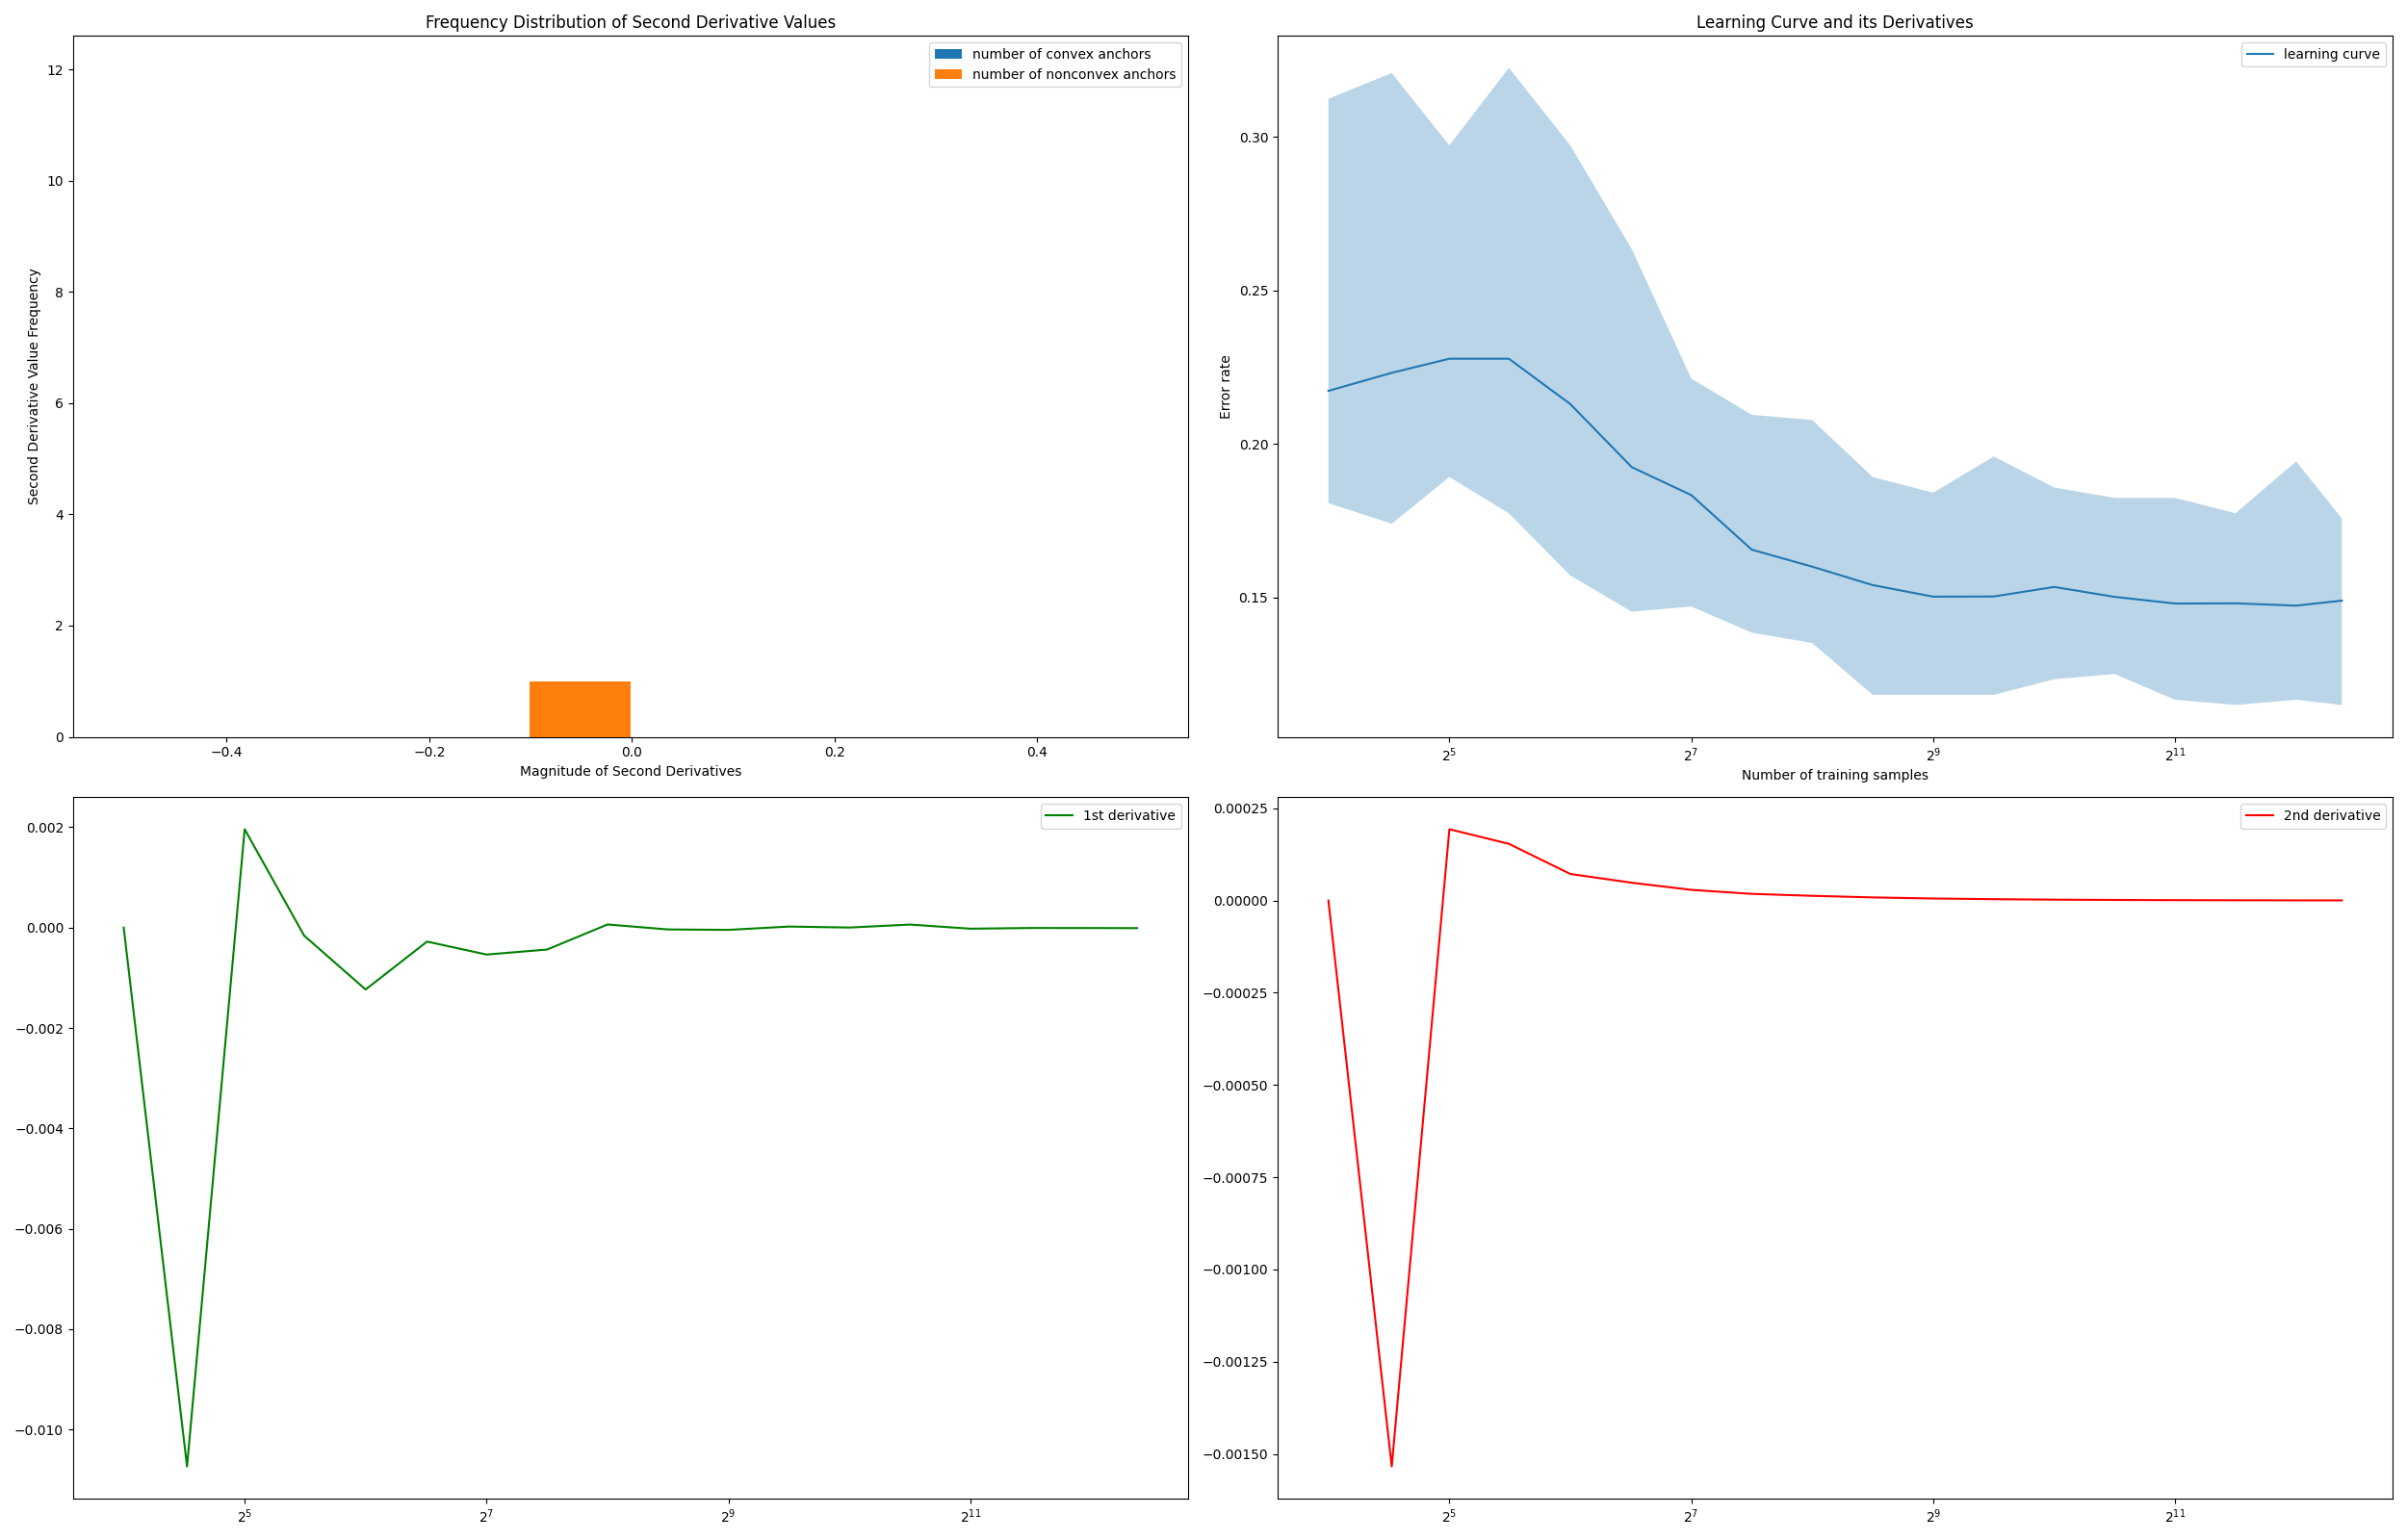 Frequency Distribution of Second Derivative Values
number of convex anchors
number of nonconvex anchors
Second Derivative Value Frequency
12
10
8
6
4
2
0
−0.4 −0.2 0.0 0.2 0.4
Magnitude of Second Derivatives
Learning Curve and its Derivatives
learning curve
Error rate
0.30
0.25
0.20
0.15
2^5 2^7 2^9 2^11
Number of training samples
1st derivative
0.002
0.000
−0.002
−0.004
−0.006
−0.008
−0.010
2^5 2^7 2^9 2^11
2nd derivative
0.00025
0.00000
−0.00025
−0.00050
−0.00075
−0.00100
−0.00125
−0.00150
2^5 2^7 2^9 2^11